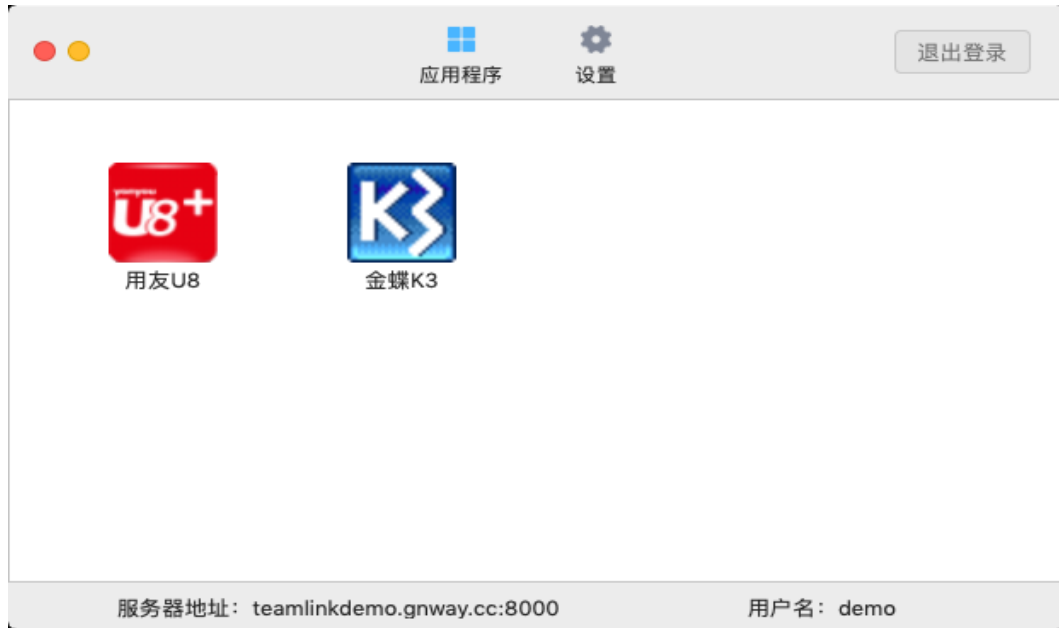 应用程序
设置
退出登录
yonyou
U8+
K3
用友U8
金蝶K3
服务器地址：teamlinkdemo.gnway.cc:8000
用户名：demo